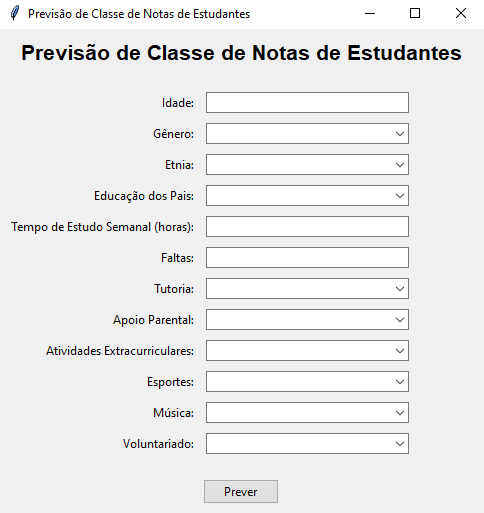 Previsão de Classe de Notas de Estudantes
Previsão de Classe de Notas de Estudantes
Idade:
Gênero:
Etnia:
Educação dos Pais:
Tempo de Estudo Semanal (horas):
Faltas:
Tutoria:
Apoio Parental:
Atividades Extracurriculares:
Esportes:
Música:
Voluntariado:
Prever